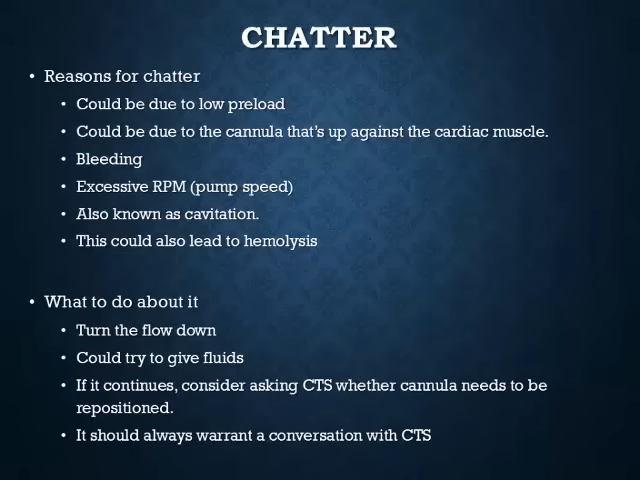 CHATTER
• Reasons for chatter
• Could be due to low preload
• Could be due to the cannula that's up against the cardiac muscle.
• Bleeding
• Excessive RPM (pump speed)
• Also known as cavitation.
• This could also lead to hemolysis
• What to do about it
• Turn the flow down
• Could try to give fluids
• If it continues, consider asking CTS whether cannula needs to be
repositioned.
• It should always warrant a conversation with CTS